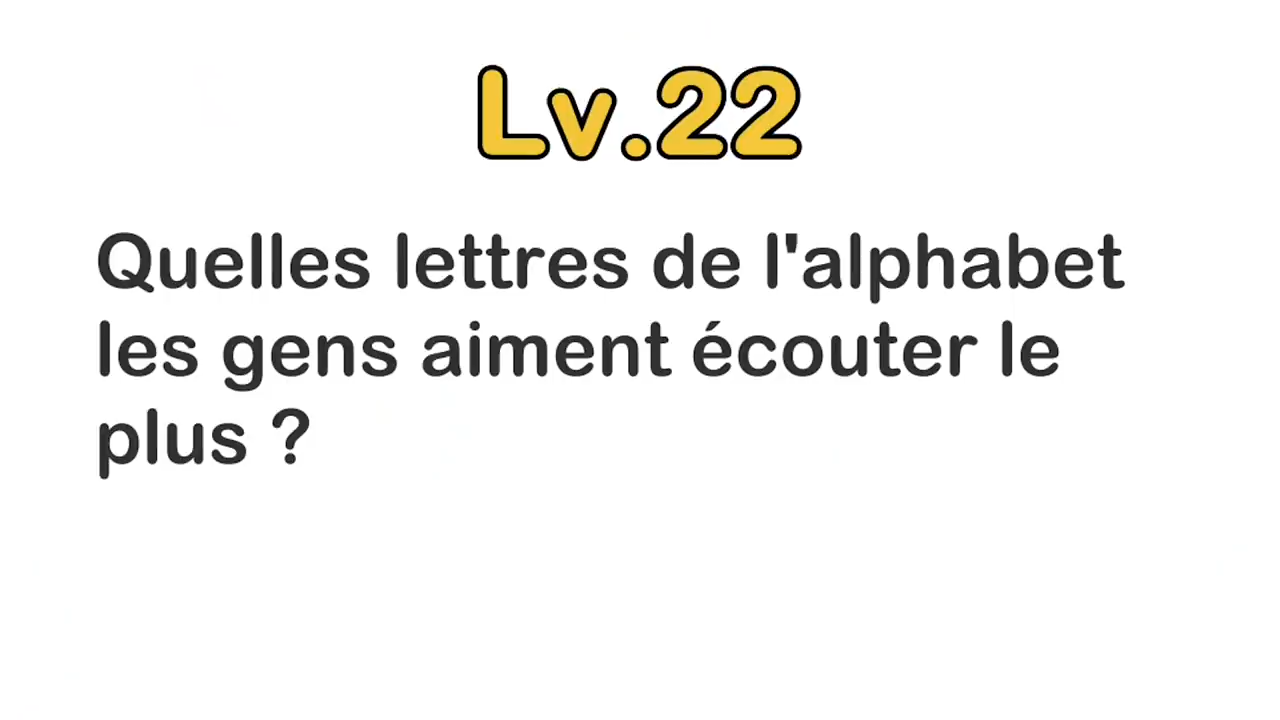 Lv.22
Quelles lettres de l'alphabet
les gens aiment écouter le
plus ?